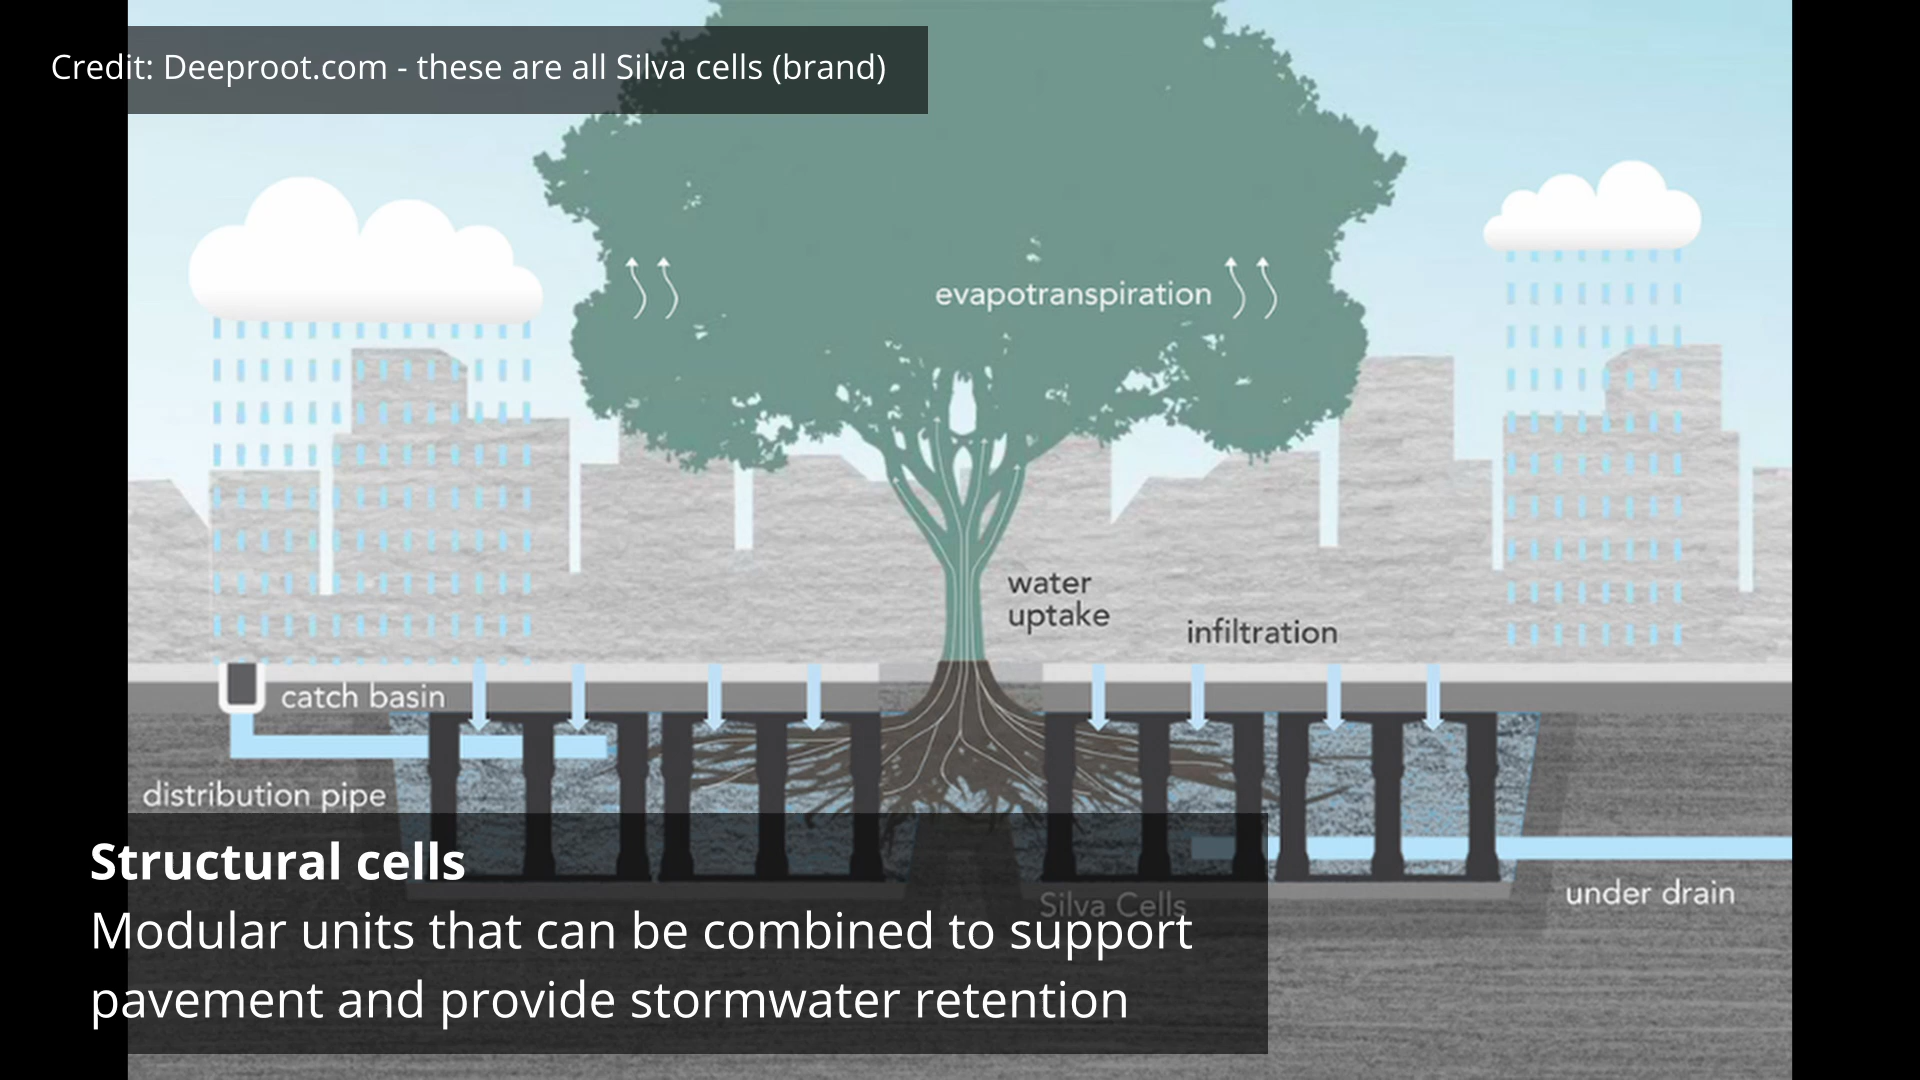 Credit: Deeproot.com - these are all Silva cells (brand)
evapotranspiration
water
uptake
infiltration
catch basin
distribution pipe
Silva Cells
under drain
Structural cells
Modular units that can be combined to support
pavement and provide stormwater retention